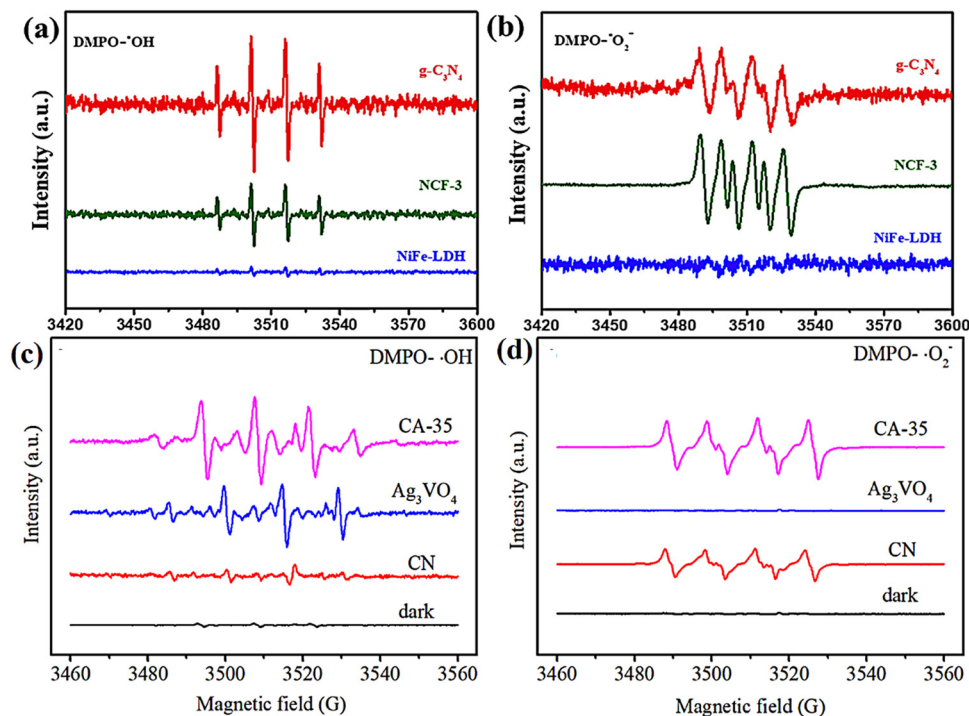 (a)
DMPO-•OH
g-C₃N₄
NCF-3
NiFe-LDH
Intensity (a.u.)
3420 3450 3480 3510 3540 3570 3600
(b)
DMPO-•O₂⁻
g-C₃N₄
NCF-3
NiFe-LDH
Intensity (a.u.)
3420 3450 3480 3510 3540 3570 3600
(c)
DMPO- ·OH
CA-35
Ag₃VO₄
CN
dark
Intensity (a.u.)
3460 3480 3500 3520 3540 3560
Magnetic field (G)
(d)
DMPO- ·O₂⁻
CA-35
Ag₃VO₄
CN
dark
Intensity (a.u.)
3460 3480 3500 3520 3540 3560
Magnetic field (G)